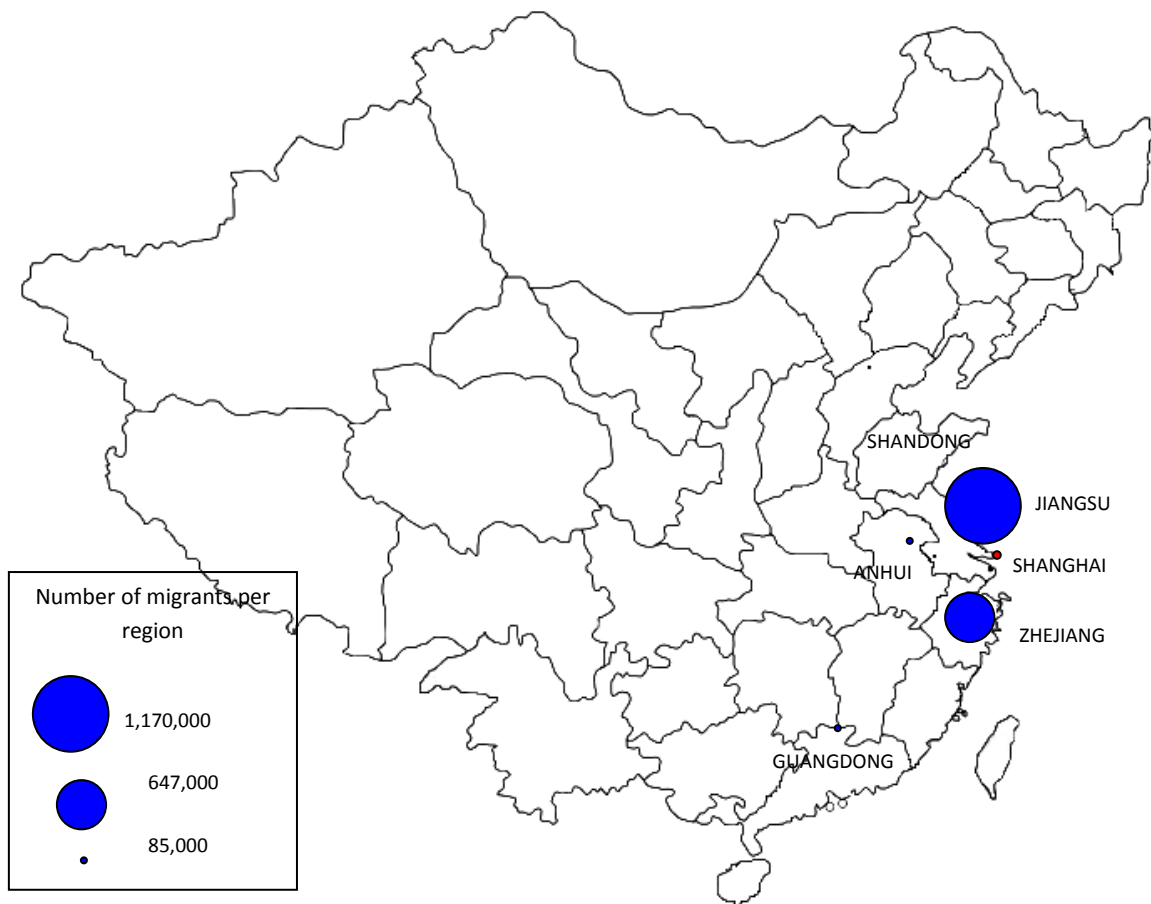 SHANDONG
JIANGSU
ANHUI
SHANGHAI
ZHEJIANG
GUANGDONG
Number of migrants per
region
1,170,000
647,000
85,000